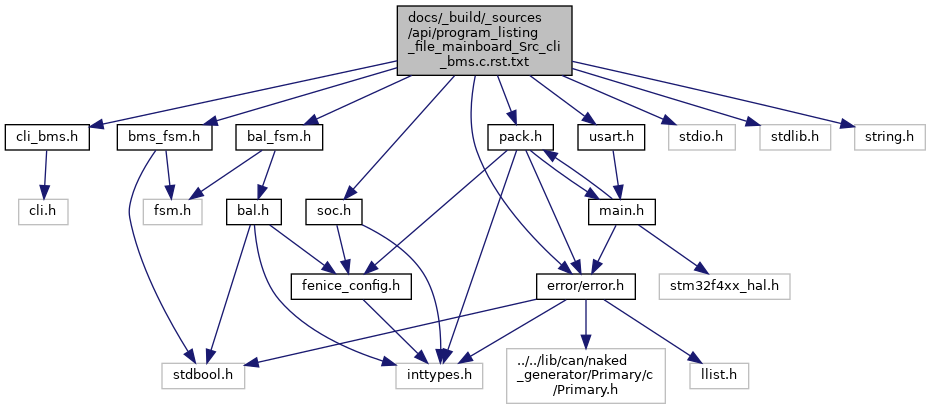 docs/_build/_sources
/api/program_listing
_file_mainboard_Src_cli
_bms.c.rst.txt
cli_bms.h
bms_fsm.h
bal_fsm.h
pack.h
usart.h
stdio.h
stdlib.h
string.h
cli.h
fsm.h
bal.h
soc.h
main.h
fenice_config.h
error/error.h
stm32f4xx_hal.h
stdbool.h
inttypes.h
../../lib/can/naked
_generator/Primary/c
/Primary.h
llist.h